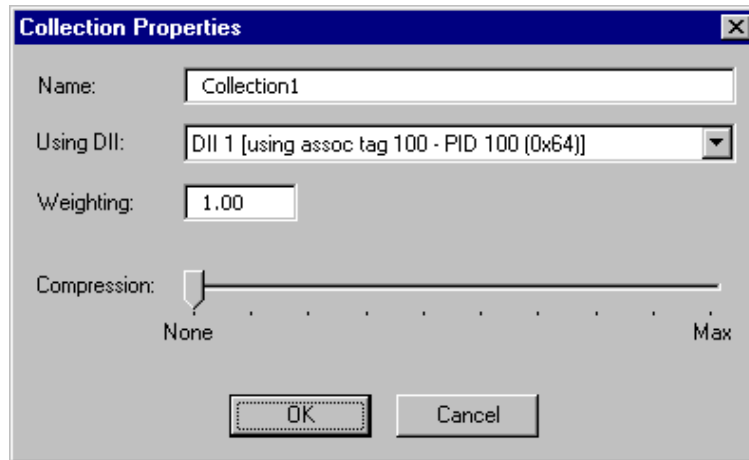 Collection Properties
Name: Collection1
Using DII: DII 1 [using assoc tag 100 - PID 100 (0x64)]
Weighting: 1.00
Compression:
None Max
OK Cancel